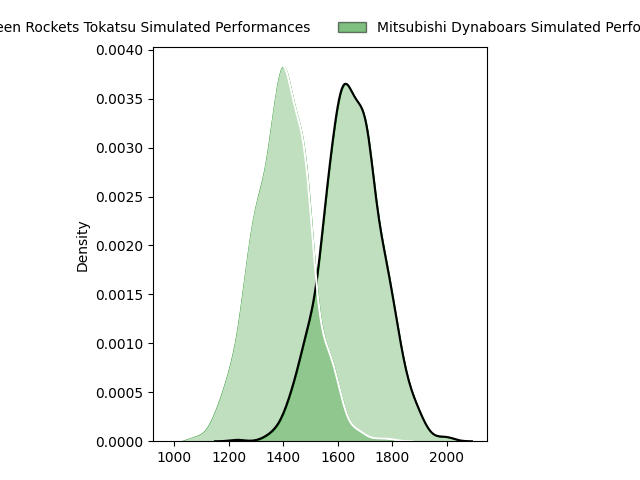 een Rockets Tokatsu Simulated Performances
Mitsubishi Dynaboars Simulated Perfo
0.0040
0.0035
0.0030
0.0025
0.0020
0.0015
0.0010
0.0005
0.0000
Density
1000 1200 1400 1600 1800 2000